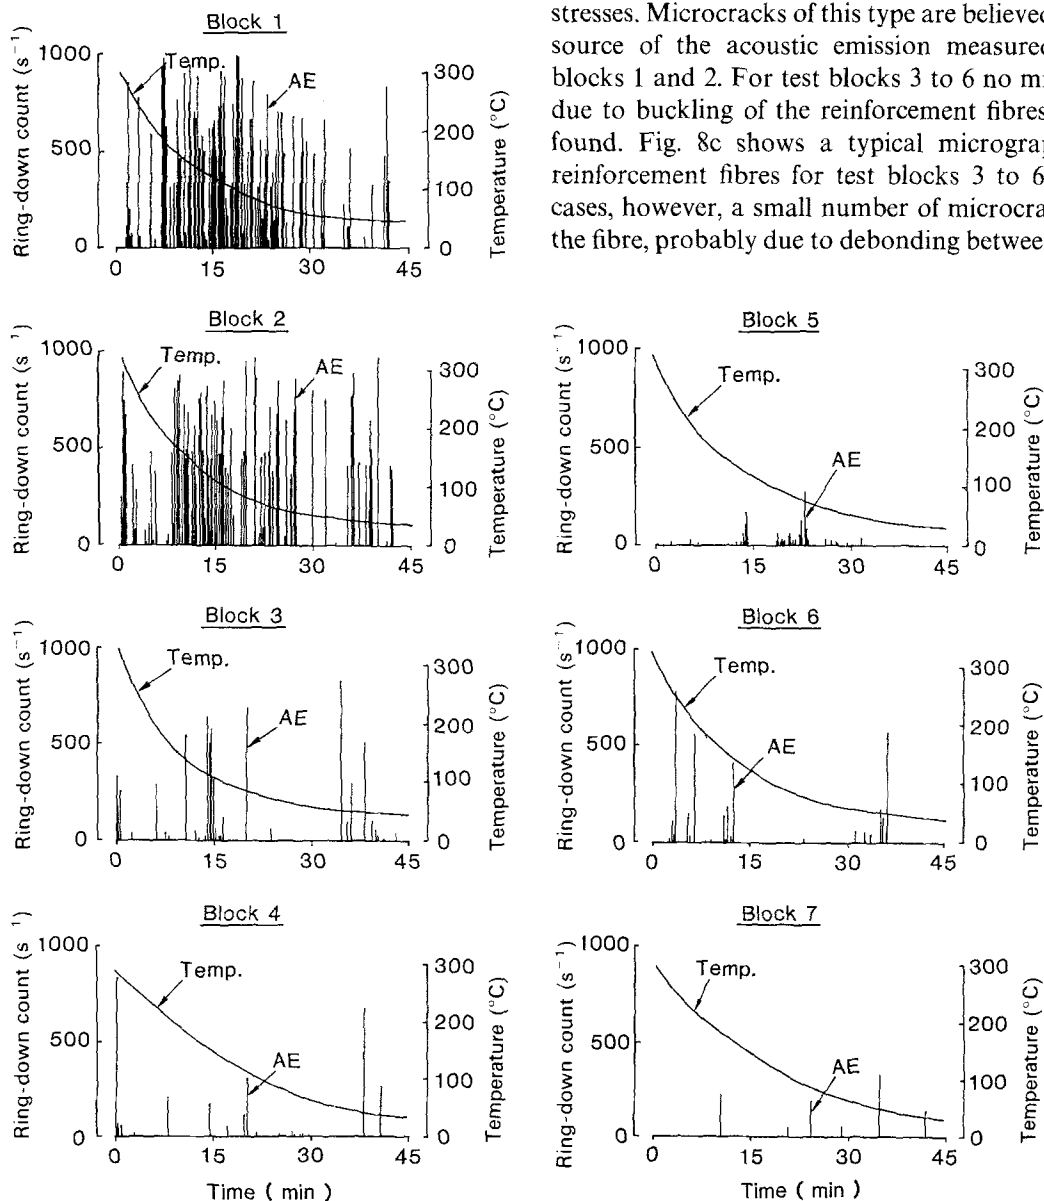 stresses. Microcracks of this type are believed
source of the acoustic emission measured
blocks 1 and 2. For test blocks 3 to 6 no mi
due to buckling of the reinforcement fibres
found. Fig. 8c shows a typical micrograp
reinforcement fibres for test blocks 3 to 6
cases, however, a small number of microcra
the fibre, probably due to debonding between
Block 1
Ring-down count (s⁻¹)
1000
500
0
Temp.
AE
300
200
100
0
Temperature (°C)
0 15 30 45
Block 2
Ring-down count (s⁻¹)
1000
500
0
Temp.
AE
300
200
100
0
Temperature (°C)
0 15 30 45
Block 3
Ring-down count (s⁻¹)
1000
500
0
Temp.
AE
300
200
100
0
Temperature (°C)
0 15 30 45
Block 4
Ring-down count (s⁻¹)
1000
500
0
Temp.
AE
300
200
100
0
Temperature (°C)
0 15 30 45
Time ( min )
Block 5
Ring-down count (s⁻¹)
1000
500
0
Temp.
AE
300
200
100
0
Temperature (°C)
0 15 30 45
Block 6
Ring-down count (s⁻¹)
1000
500
0
Temp.
AE
300
200
100
0
Temperature (°C)
0 15 30 45
Block 7
Ring-down count (s⁻¹)
1000
500
0
Temp.
AE
300
200
100
0
Temperature (°C)
0 15 30 45
Time ( min )